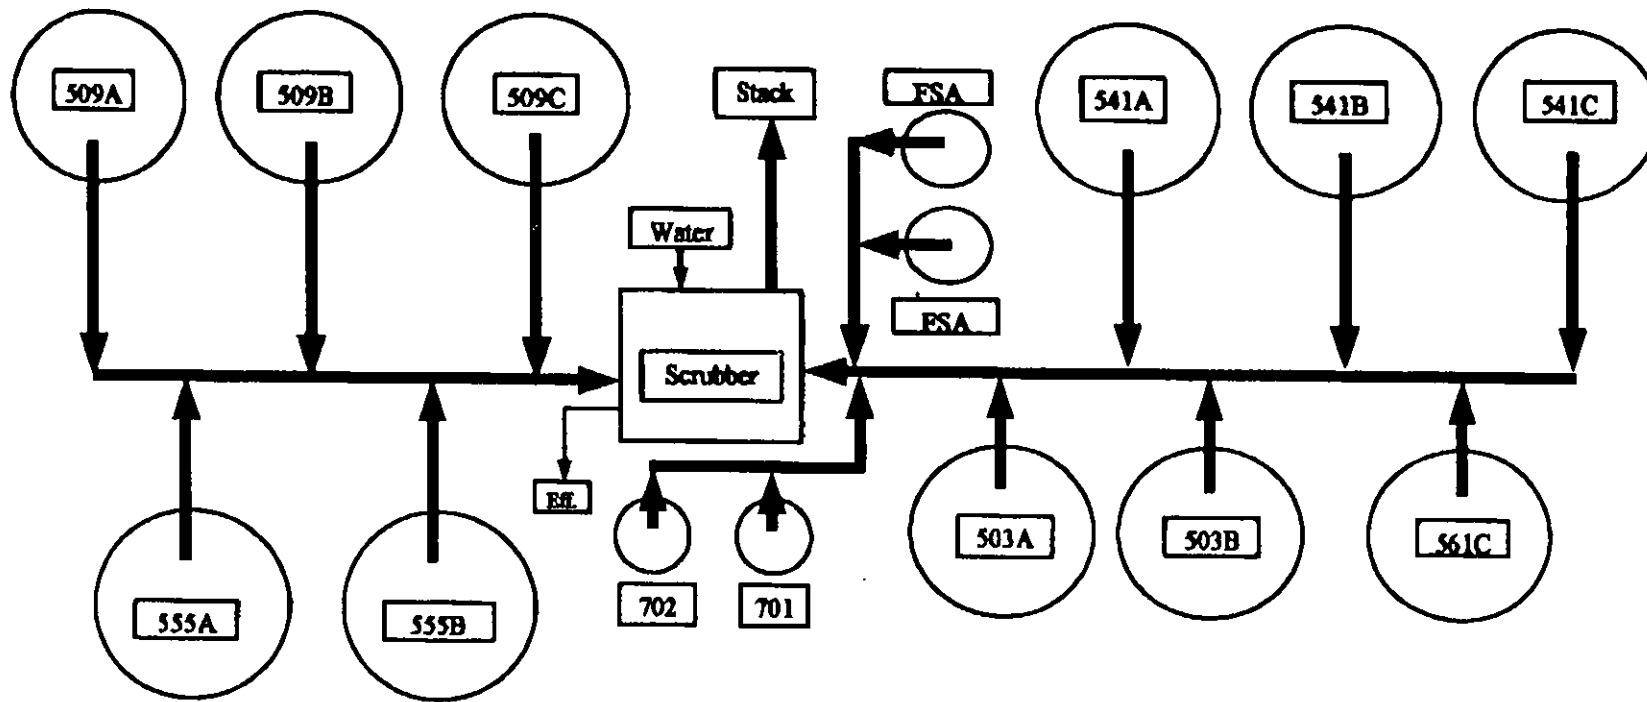 509A
509B
509C
Stack
FSA
541A
541B
541C
Water
FSA
Scrubber
Eff.
503A
503B
561C
702
701
555A
555B